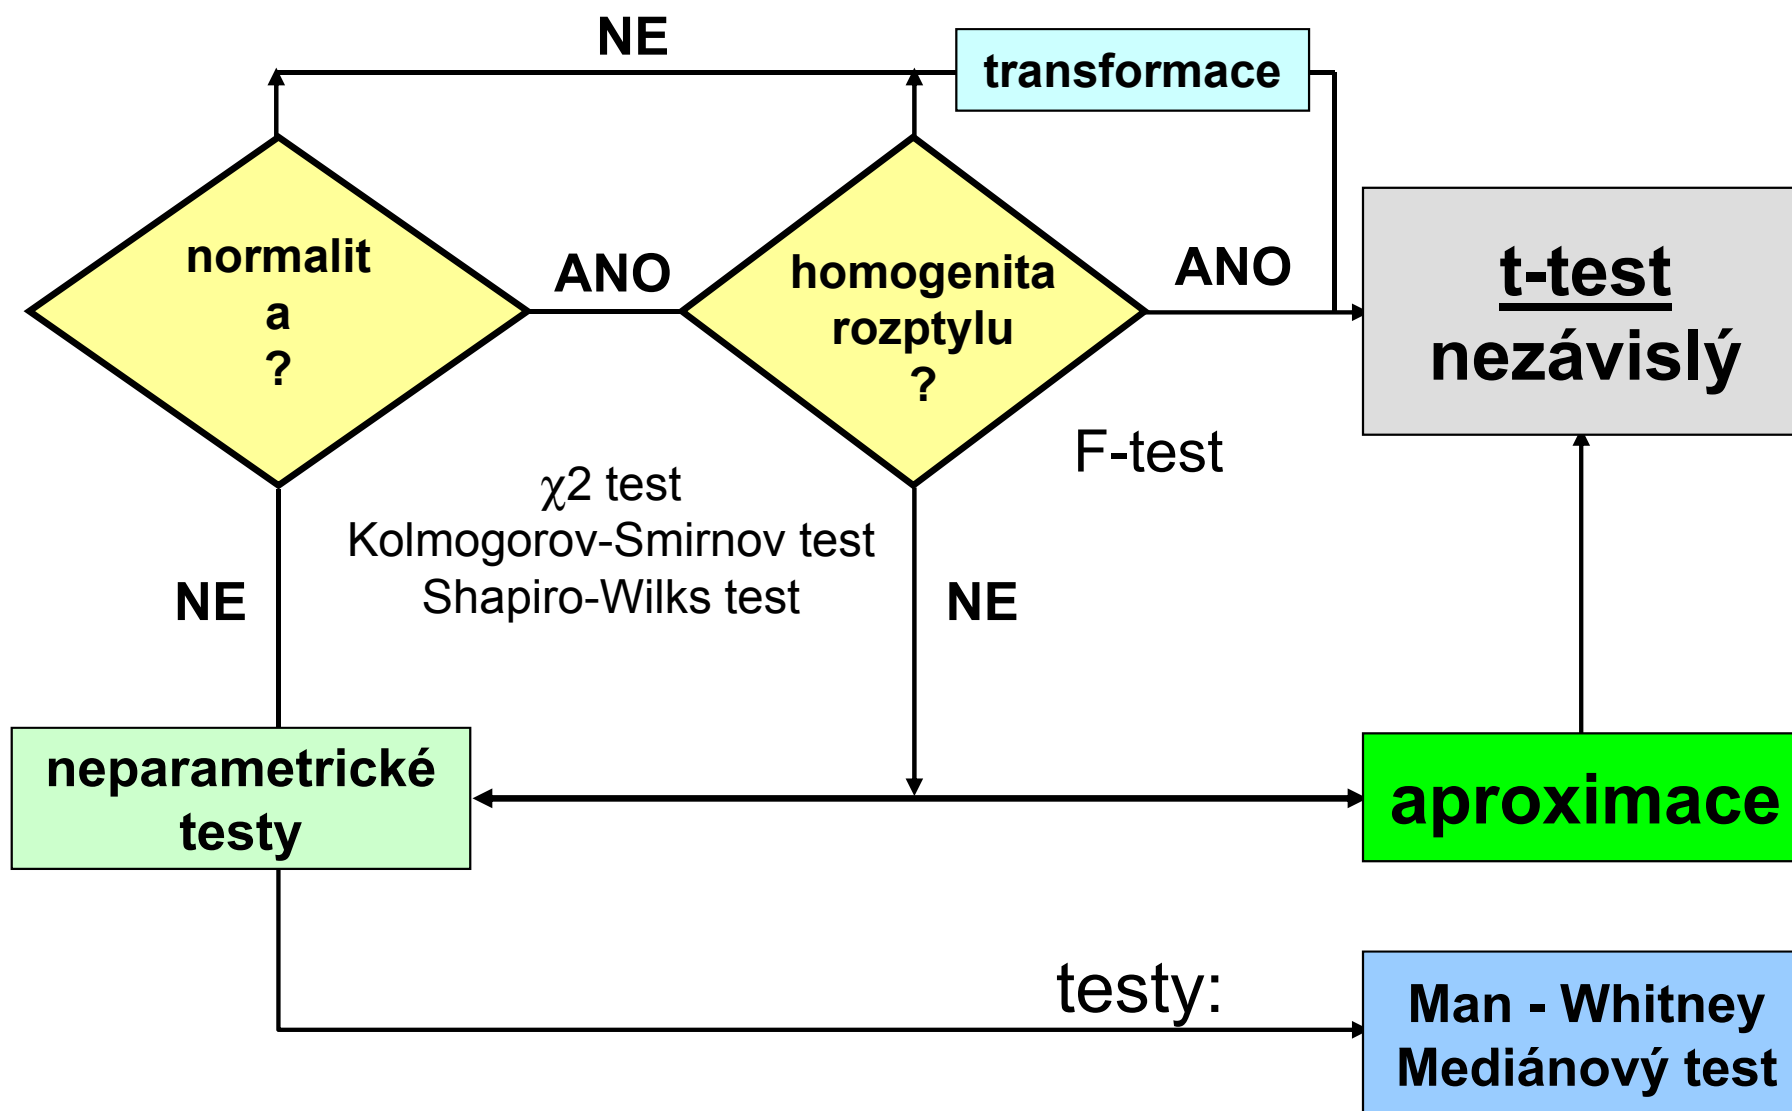 NE
transformace
normalit
a
?
ANO
homogenita
rozptylu
?
ANO
t-test
nezávislý
F-test
χ2 test
Kolmogorov-Smirnov test
Shapiro-Wilks test
NE
NE
neparametrické
testy
aproximace
testy:
Man - Whitney
Mediánový test